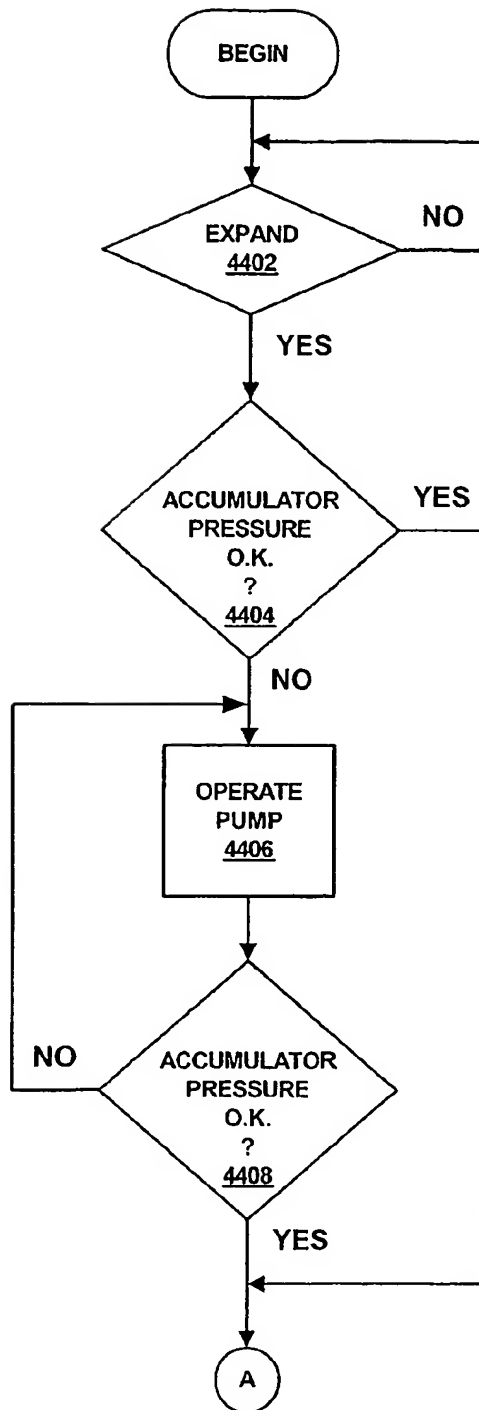 BEGIN
EXPAND
4402
NO
YES
ACCUMULATOR
PRESSURE
O.K.
?
4404
YES
NO
OPERATE
PUMP
4406
ACCUMULATOR
PRESSURE
O.K.
?
4408
NO
YES
A